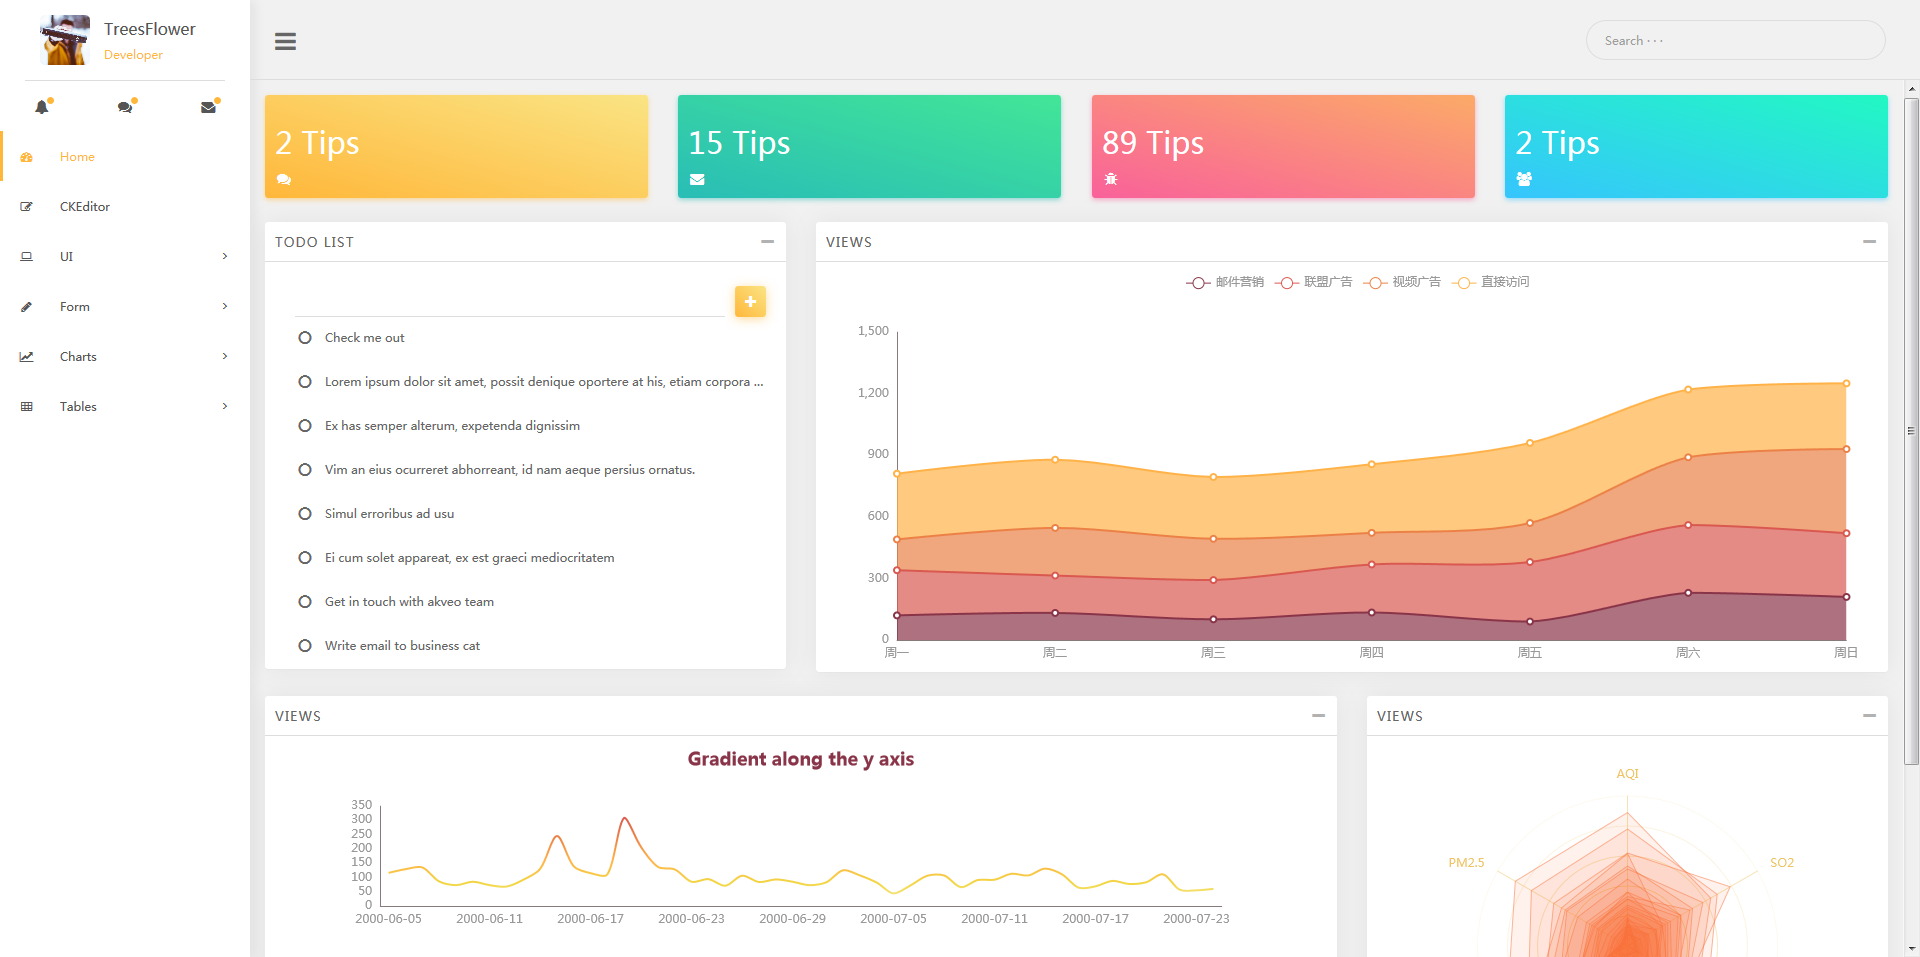 TreesFlower
Developer
Home
CKEditor
UI
Form
Charts
Tables
Search · · ·
2 Tips
15 Tips
89 Tips
2 Tips
TODO LIST
Check me out
Lorem ipsum dolor sit amet, possit denique oportere at his, etiam corpora ...
Ex has semper alterum, expetenda dignissim
Vim an eius ocurreret abhorreant, id nam aeque persius ornatus.
Simul erroribus ad usu
Ei cum solet appareat, ex est graeci mediocritatem
Get in touch with akveo team
Write email to business cat
VIEWS
邮件营销 联盟广告 视频广告 直接访问
1,500
1,200
900
600
300
0
周一 周二 周三 周四 周五 周六 周日
VIEWS
Gradient along the y axis
350
300
250
200
150
100
50
0
2000-06-05 2000-06-11 2000-06-17 2000-06-23 2000-06-29 2000-07-05 2000-07-11 2000-07-17 2000-07-23
VIEWS
AQI
PM2.5
SO2